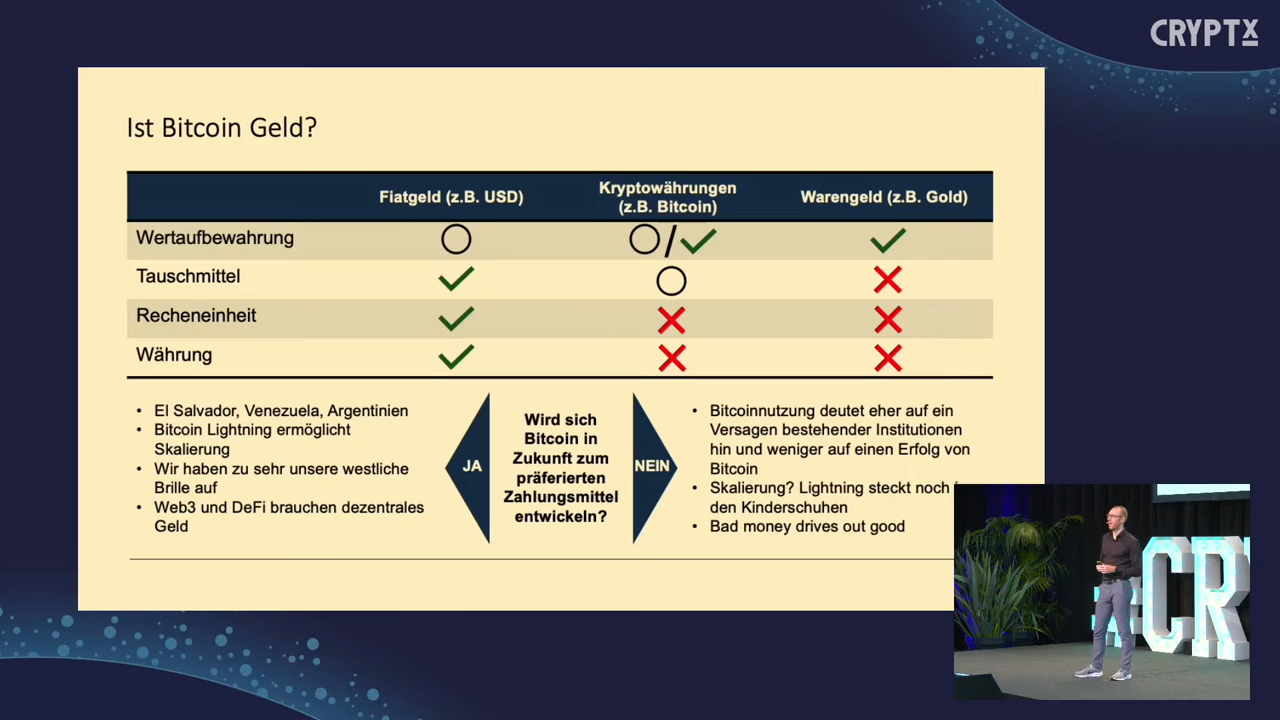 CRYPTX
Ist Bitcoin Geld?
Fiatgeld (z.B. USD)
Kryptowährungen
(z.B. Bitcoin)
Warengeld (z.B. Gold)
Wertaufbewahrung
/
Tauschmittel
Recheneinheit
Währung
• El Salvador, Venezuela, Argentinien
• Bitcoin Lightning ermöglicht
Skalierung
• Wir haben zu sehr unsere westliche
Brille auf
• Web3 und DeFi brauchen dezentrales
Geld
JA
Wird sich
Bitcoin in
Zukunft zum
präferierten
Zahlungsmittel
entwickeln?
NEIN
• Bitcoinnutzung deutet eher auf ein
Versagen bestehender Institutionen
hin und weniger auf einen Erfolg von
Bitcoin
• Skalierung? Lightning steckt noch
den Kinderschuhen
• Bad money drives out good
#CR